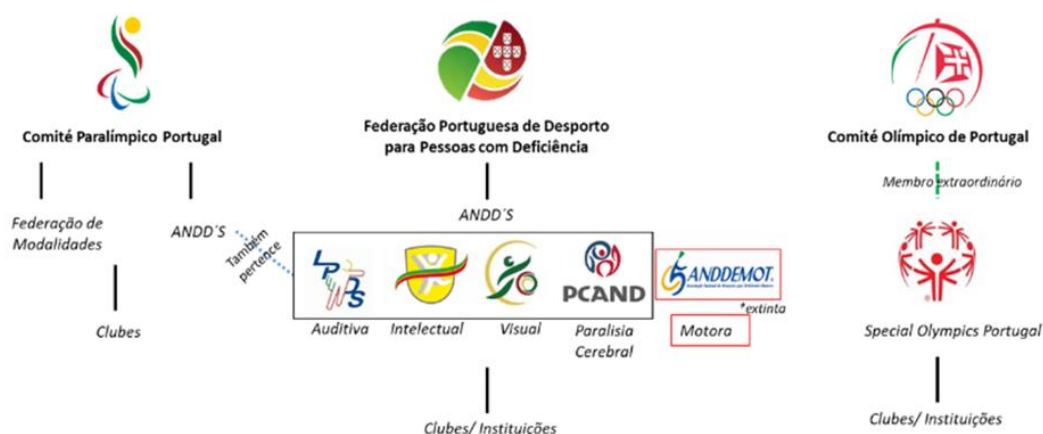 Comité Paralímpico Portugal
Federação de
Modalidades
ANDD´S
Clubes
Também
pertence
Federação Portuguesa de Desporto
para Pessoas com Deficiência
ANDD´S
LPDS
PCAND
ANDDEMOT.
*extinta
Auditiva
Intelectual
Visual
Paralisia
Cerebral
Motora
Clubes/ Instituições
Comité Olímpico de Portugal
Membro extraordinário
Special Olympics Portugal
Clubes/ Instituições